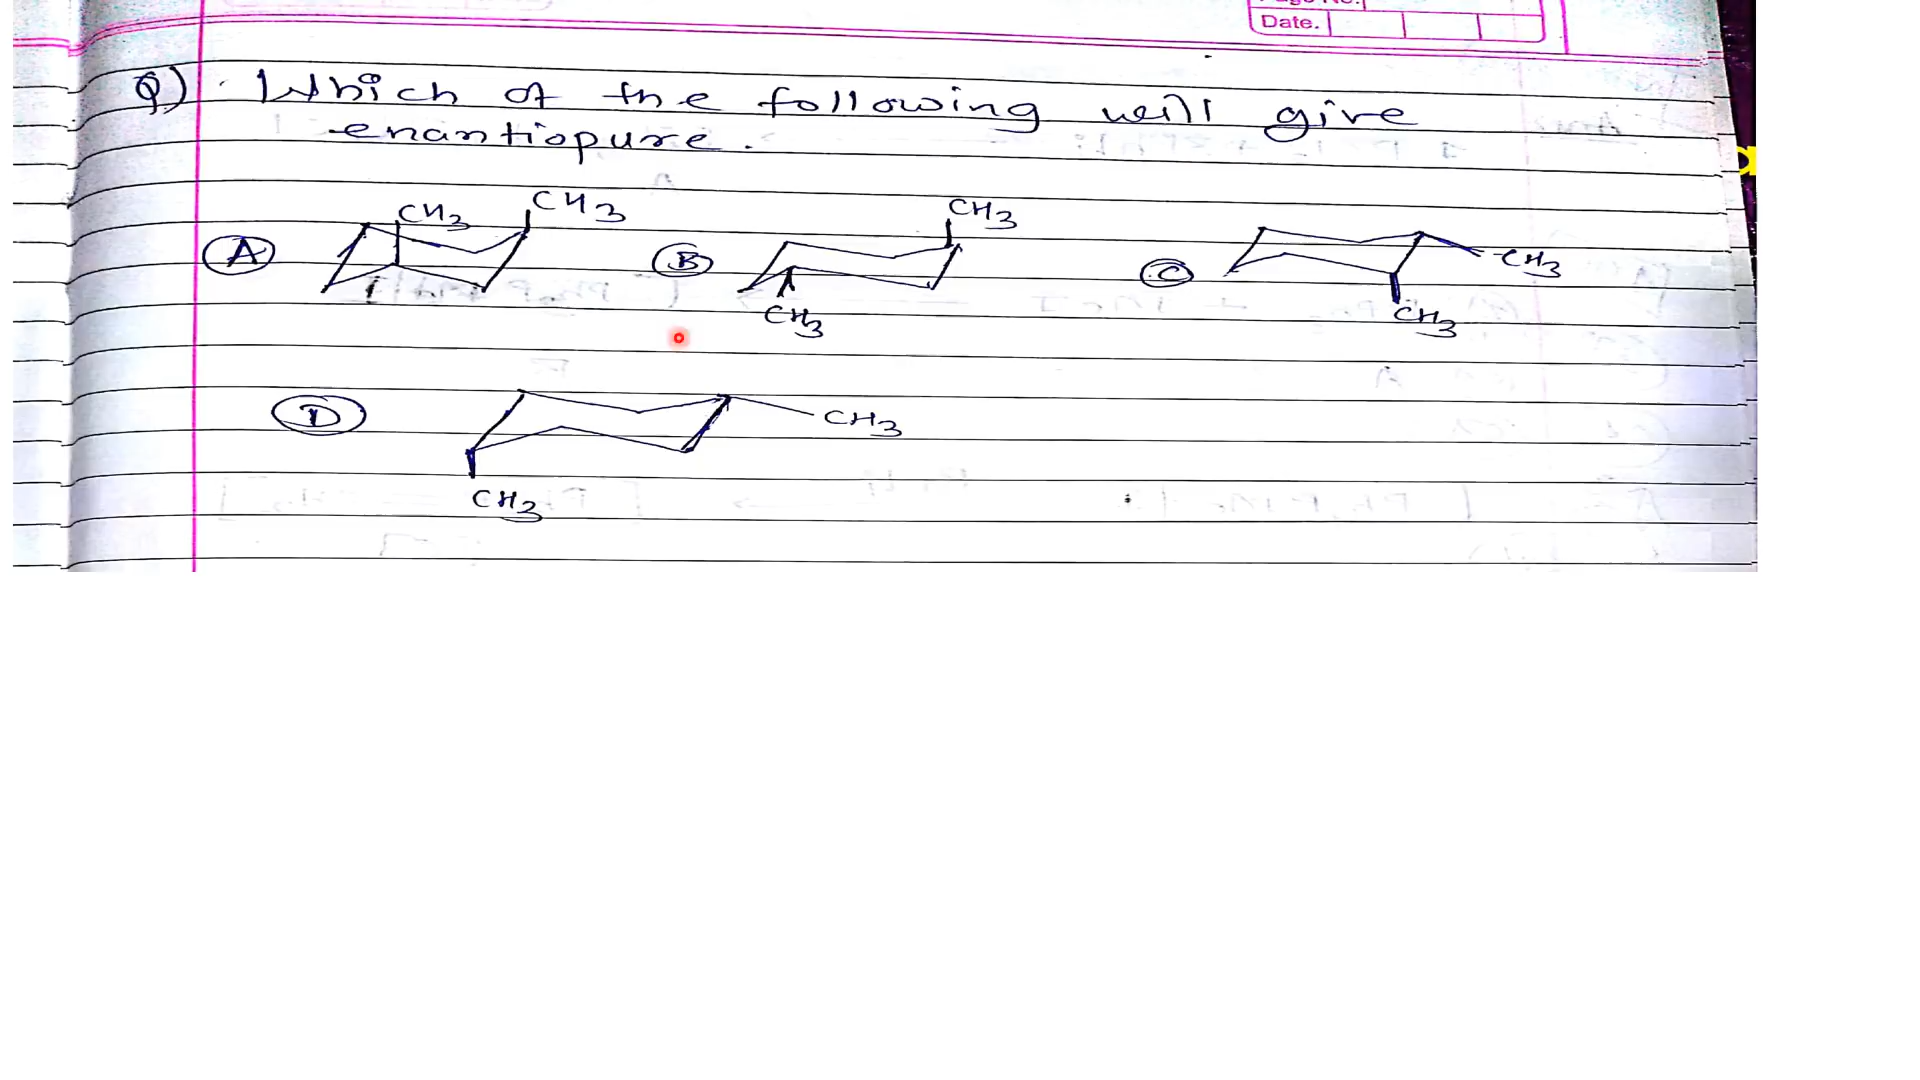 Date.
Q) Which of the following will give
enantiopure.
CH3 CH3 CH3
A B C CH3
CH3 CH3
D CH3
CH3